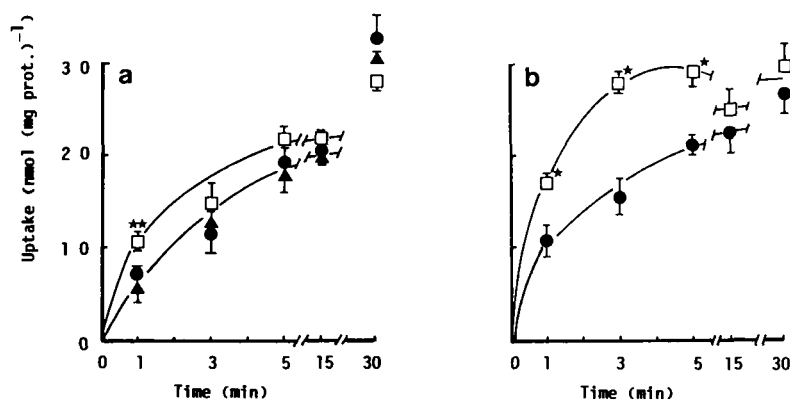 Uptake (nmol (mg prot.)⁻¹
a
30
20
10
0
★★
0 1 3 5 15 30
Time (min)
b
★
★
★
0 1 3 5 15 30
Time (min)